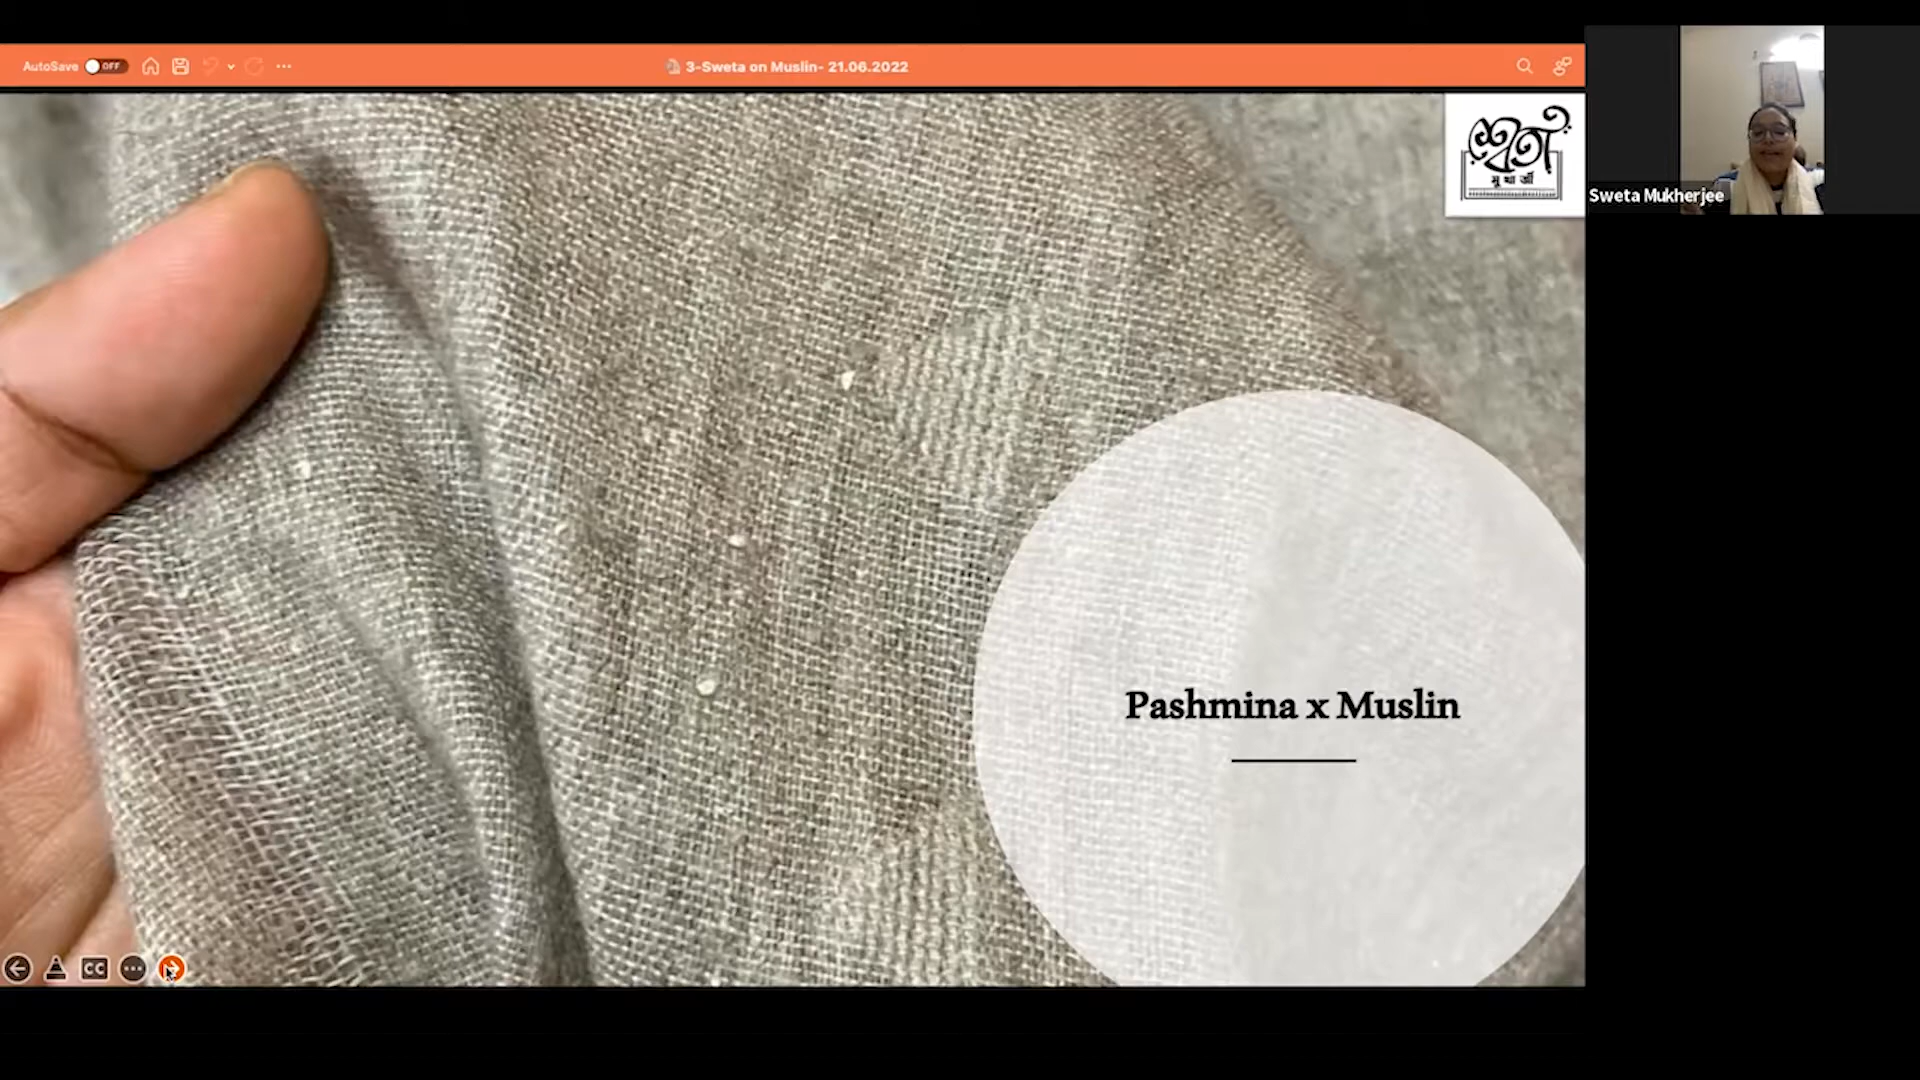 AutoSave OFF
3-Sweta on Muslin- 21.06.2022
শ্বেতা
মুখার্জী
Sweta Mukherjee
Pashmina x Muslin
CC